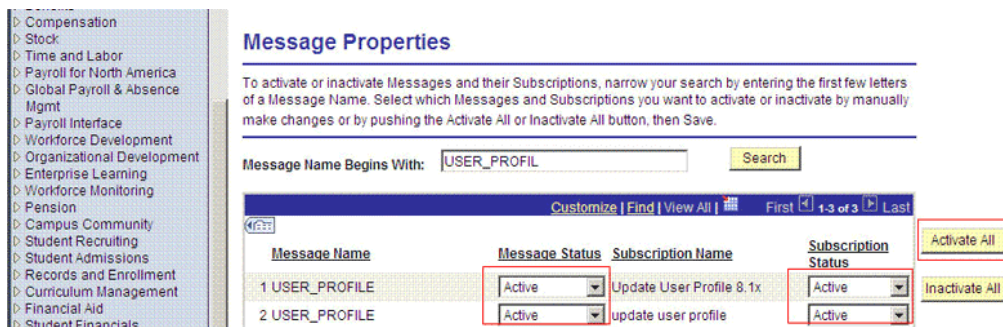 Benefits
Compensation
Stock
Time and Labor
Payroll for North America
Global Payroll & Absence
Mgmt
Payroll Interface
Workforce Development
Organizational Development
Enterprise Learning
Workforce Monitoring
Pension
Campus Community
Student Recruiting
Student Admissions
Records and Enrollment
Curriculum Management
Financial Aid
Student Financials
Message Properties
To activate or inactivate Messages and their Subscriptions, narrow your search by entering the first few letters
of a Message Name. Select which Messages and Subscriptions you want to activate or inactivate by manually
make changes or by pushing the Activate All or Inactivate All button, then Save.
Message Name Begins With: USER_PROFIL Search
Customize | Find | View All | First 1-3 of 3 Last
Message Name Message Status Subscription Name Subscription Status
1 USER_PROFILE Active Update User Profile 8.1x Active
2 USER_PROFILE Active update user profile Active
Activate All
Inactivate All